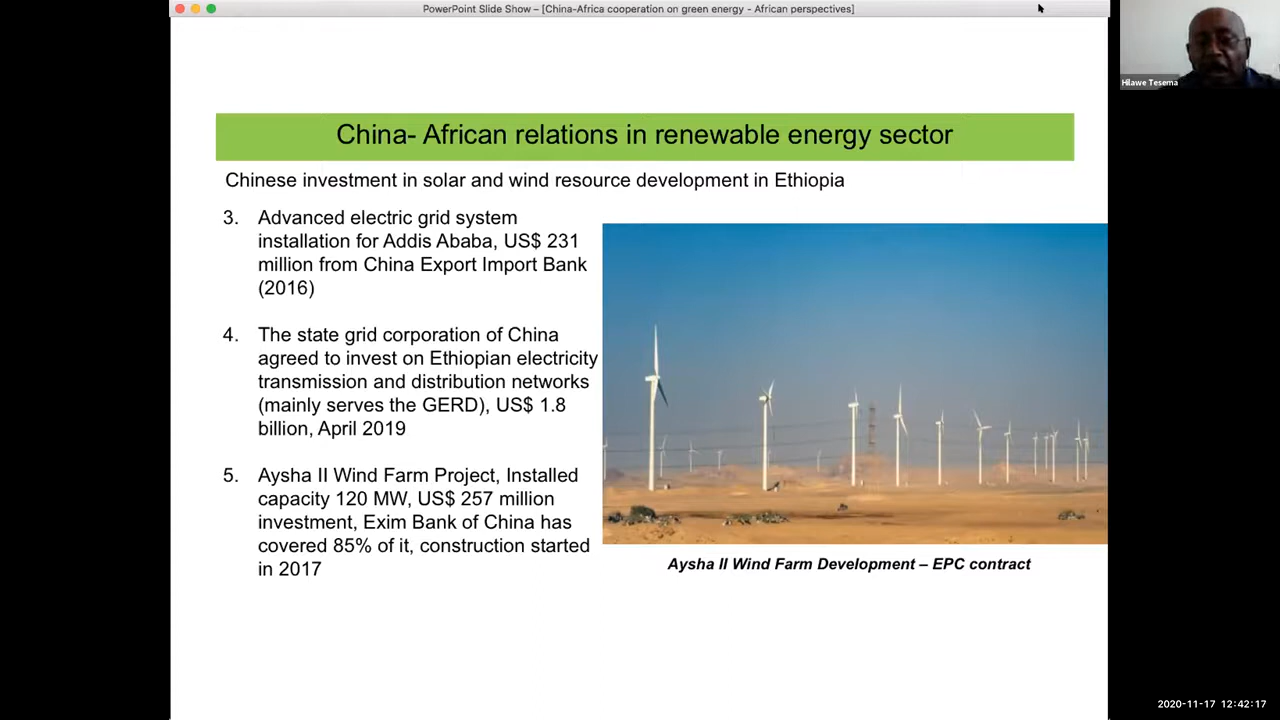 PowerPoint Slide Show – [China-Africa cooperation on green energy - African perspectives]
Hilawe Tesema
China- African relations in renewable energy sector
Chinese investment in solar and wind resource development in Ethiopia
3. Advanced electric grid system
installation for Addis Ababa, US$ 231
million from China Export Import Bank
(2016)
4. The state grid corporation of China
agreed to invest on Ethiopian electricity
transmission and distribution networks
(mainly serves the GERD), US$ 1.8
billion, April 2019
5. Aysha II Wind Farm Project, Installed
capacity 120 MW, US$ 257 million
investment, Exim Bank of China has
covered 85% of it, construction started
in 2017
Aysha II Wind Farm Development – EPC contract
2020-11-17 12:42:17